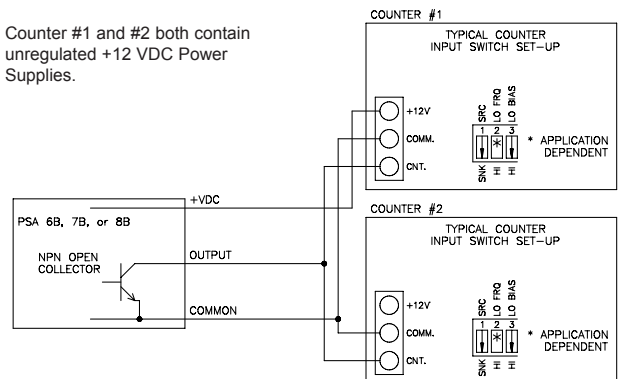 Counter #1 and #2 both contain
unregulated +12 VDC Power
Supplies.
COUNTER #1
TYPICAL COUNTER
INPUT SWITCH SET-UP
+12V
COMM.
CNT.
SRC
LO FRQ
LO BIAS
1 2 3
*
SNK
HI
HI
* APPLICATION
DEPENDENT
PSA 6B, 7B, or 8B
NPN OPEN
COLLECTOR
+VDC
OUTPUT
COMMON
COUNTER #2
TYPICAL COUNTER
INPUT SWITCH SET-UP
+12V
COMM.
CNT.
SRC
LO FRQ
LO BIAS
1 2 3
*
SNK
HI
HI
* APPLICATION
DEPENDENT